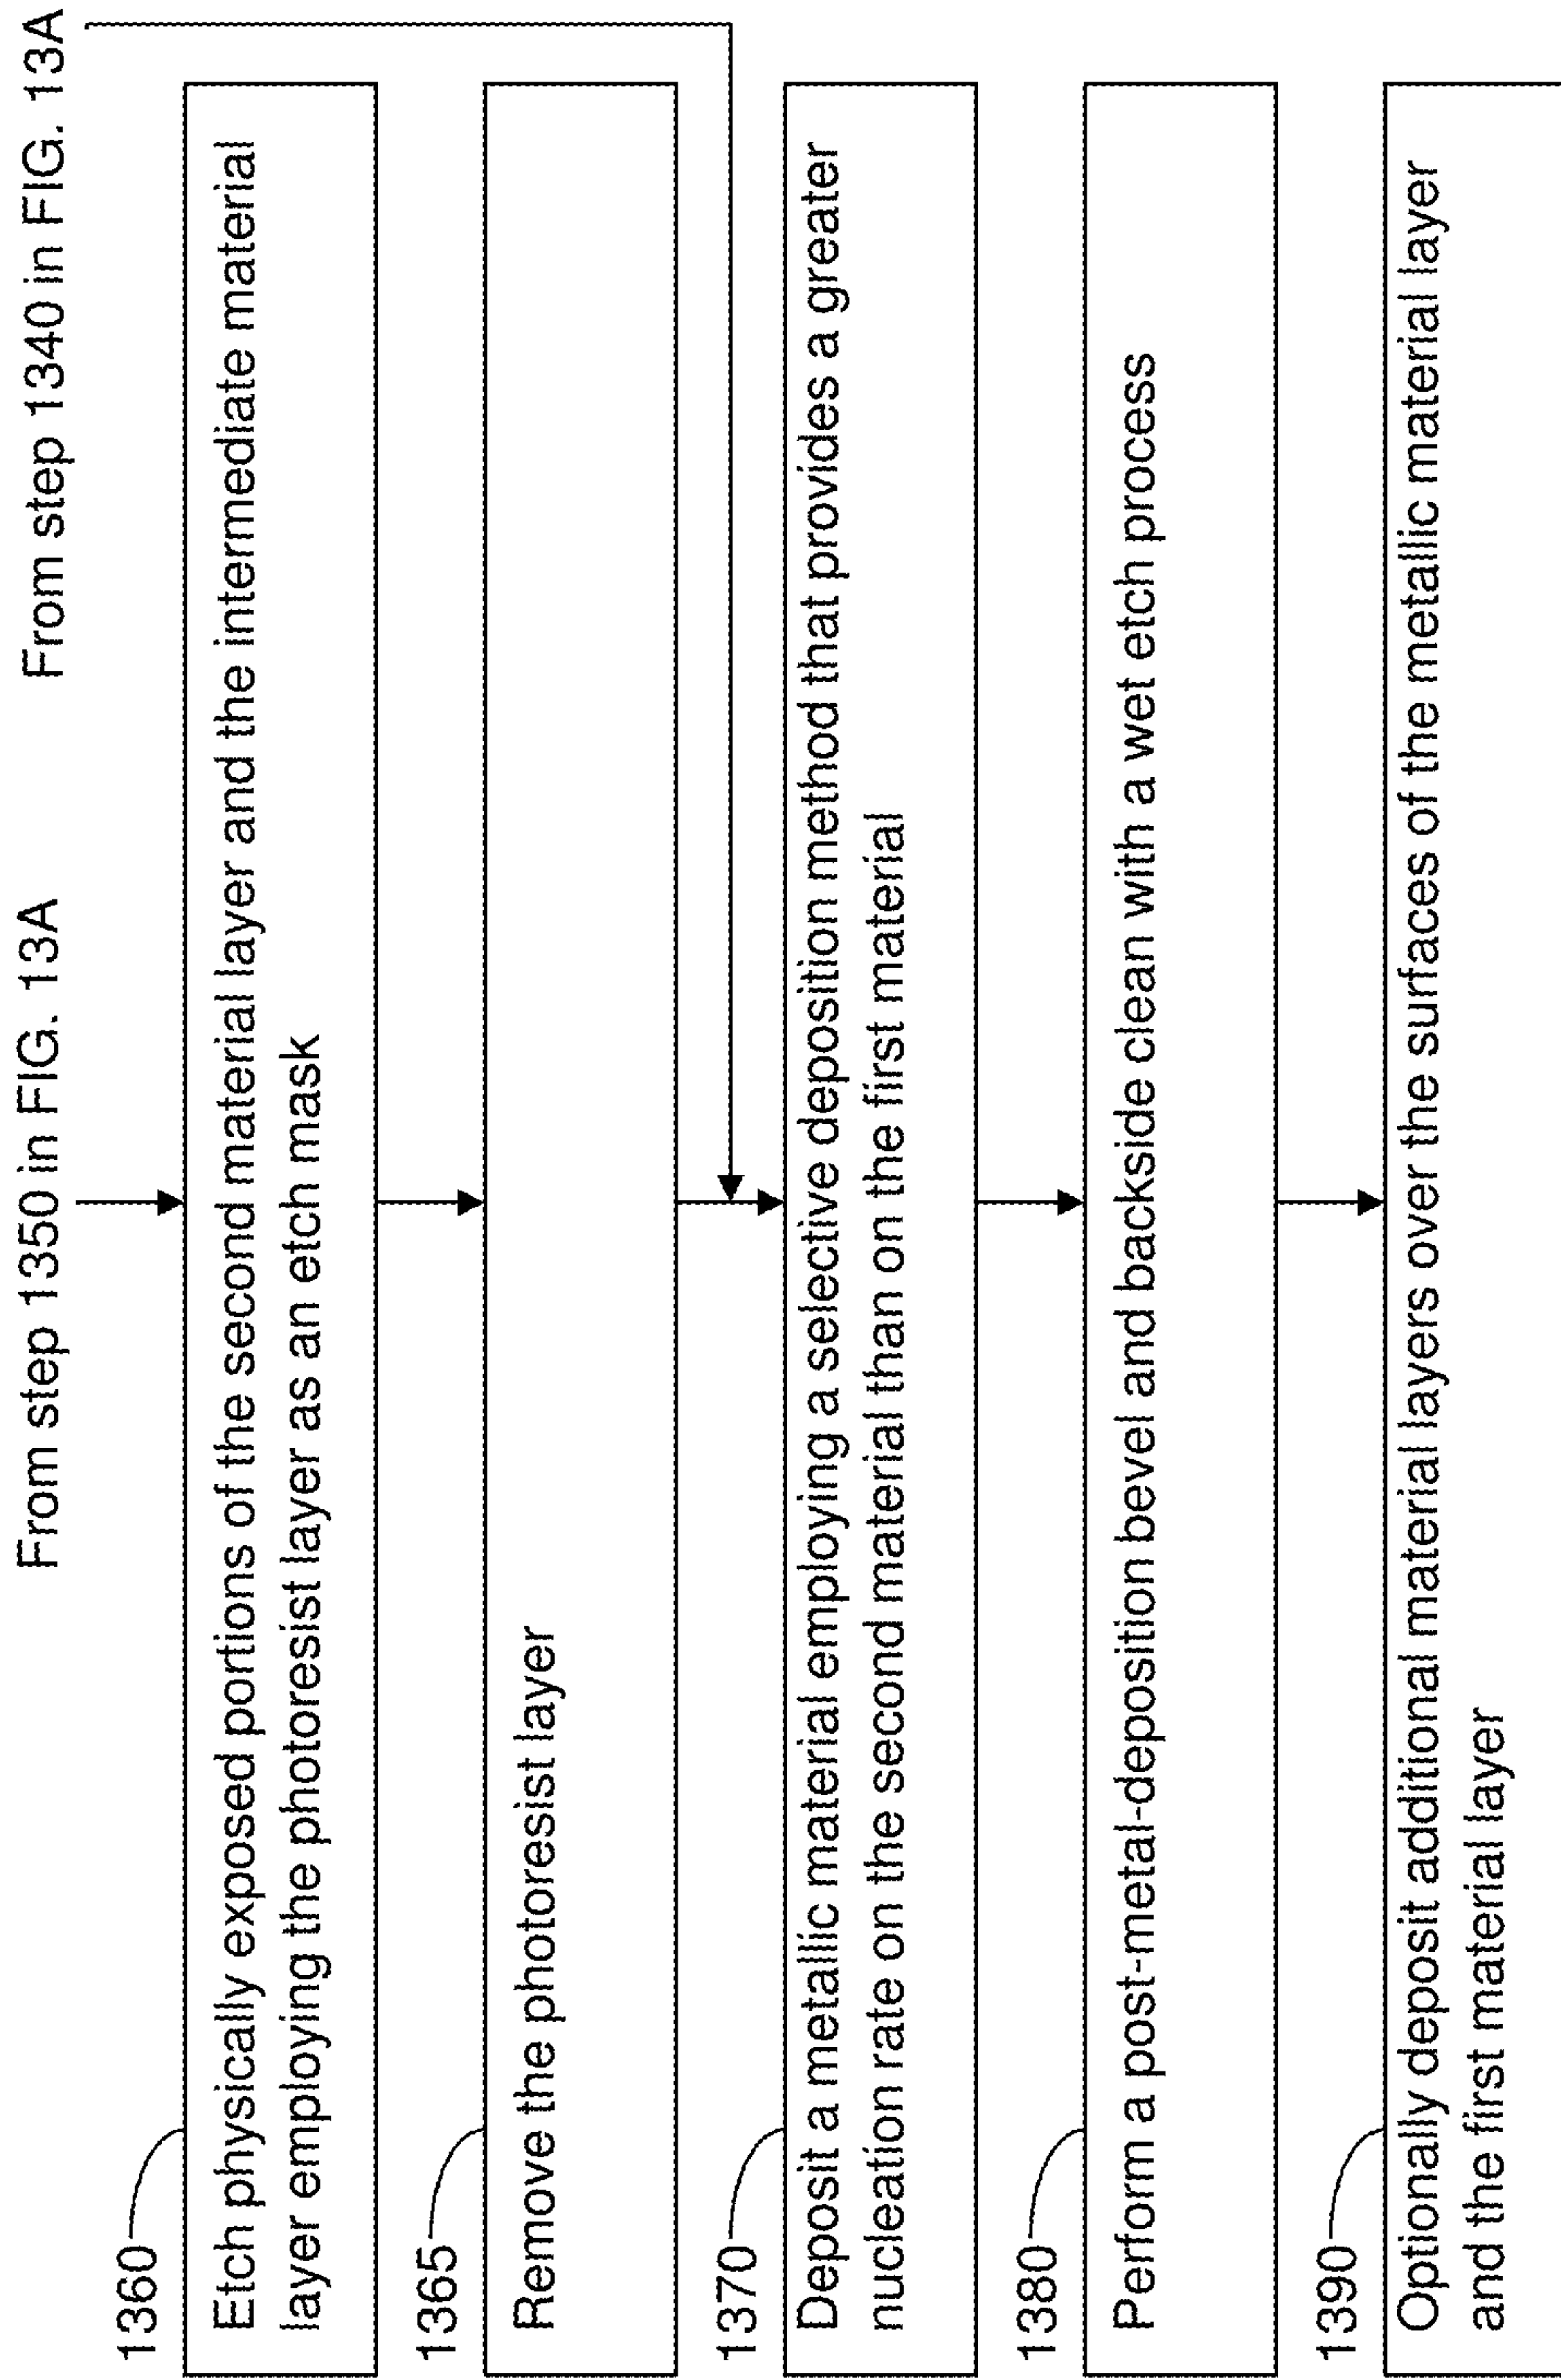 From step 1350 in FIG. 13A
From step 1340 in FIG. 13A
1360
Etch physically exposed portions of the second material layer and the intermediate material
layer employing the photoresist layer as an etch mask
1365
Remove the photoresist layer
1370
Deposit a metallic material employing a selective deposition method that provides a greater
nucleation rate on the second material than on the first material
1380
Perform a post-metal-deposition bevel and backside clean with a wet etch process
1390
Optionally deposit additional material layers over the surfaces of the metallic material layer
and the first material layer